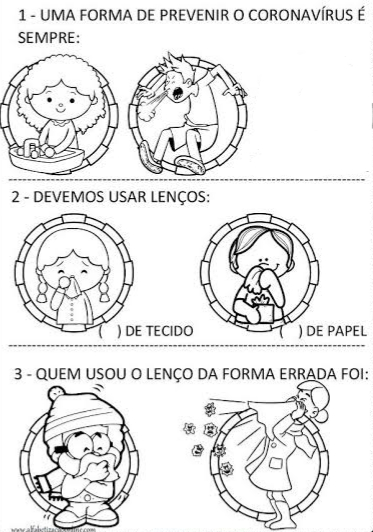 1 - UMA FORMA DE PREVENIR O CORONAVÍRUS É
SEMPRE:
2 - DEVEMOS USAR LENÇOS:
( ) DE TECIDO ( ) DE PAPEL
3 - QUEM USOU O LENÇO DA FORMA ERRADA FOI: